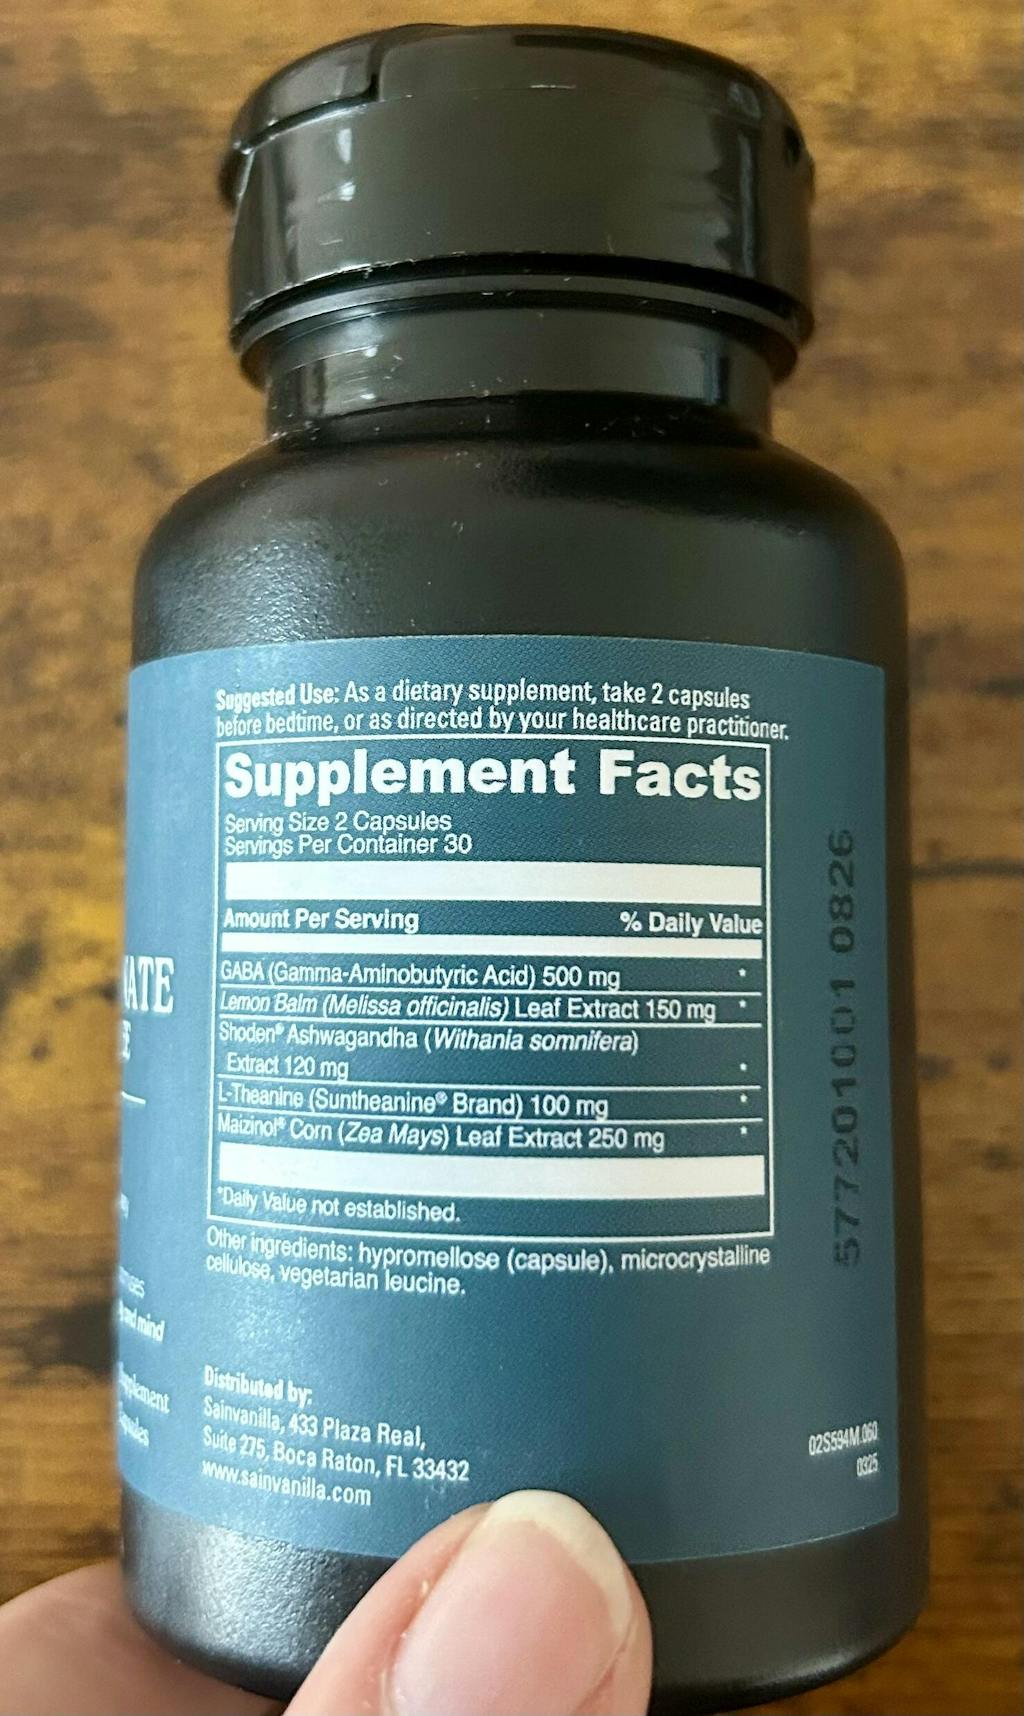 Suggested Use: As a dietary supplement, take 2 capsules
before bedtime, or as directed by your healthcare practitioner.
Supplement Facts
Serving Size 2 Capsules
Servings Per Container 30
Amount Per Serving % Daily Value
GABA (Gamma-Aminobutyric Acid) 500 mg *
Lemon Balm (Melissa officinalis) Leaf Extract 150 mg *
Shoden® Ashwagandha (Withania somnifera)
Extract 120 mg *
L-Theanine (Suntheanine® Brand) 100 mg *
Maizinol® Corn (Zea Mays) Leaf Extract 250 mg *
*Daily Value not established.
Other ingredients: hypromellose (capsule), microcrystalline
cellulose, vegetarian leucine.
Distributed by:
Sainvanilla, 433 Plaza Real,
Suite 275, Boca Raton, FL 33432
www.sainvanilla.com
577201001 0826
02S594M.060
0325
and mind